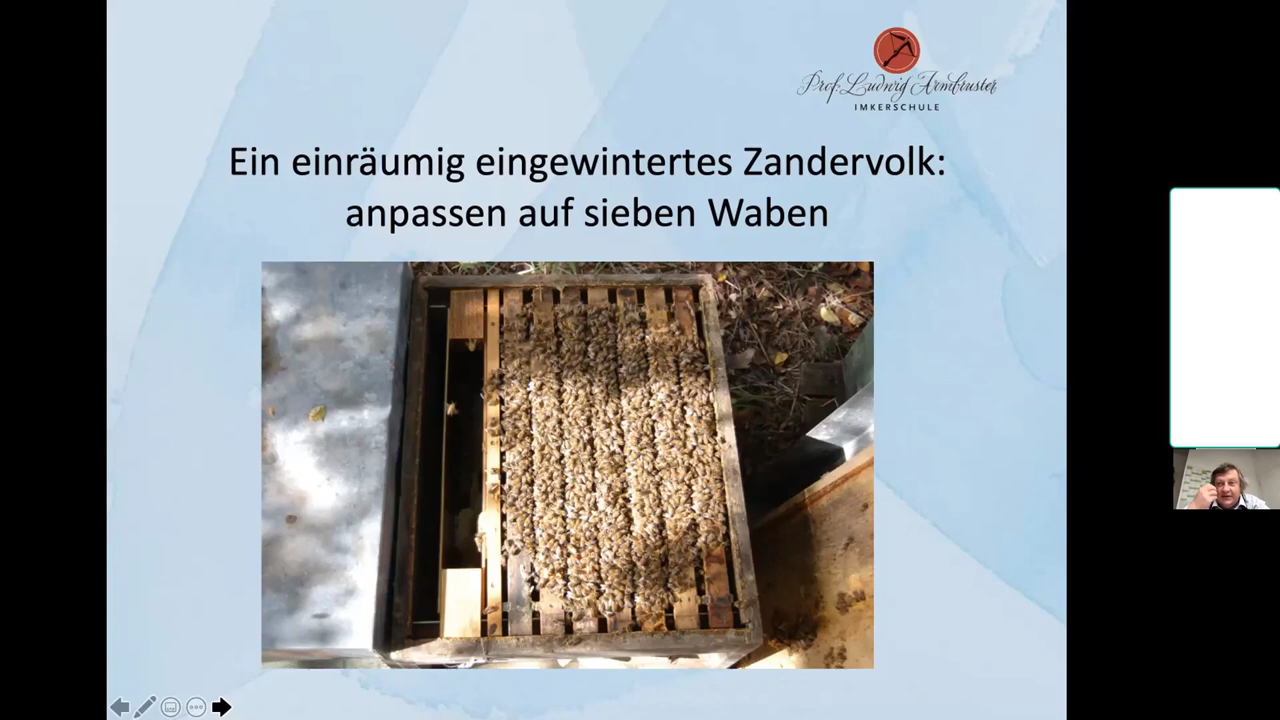 Prof. Ludwig Armbruster
IMKERSCHULE
Ein einräumig eingewintertes Zandervolk:
anpassen auf sieben Waben